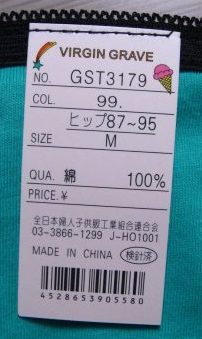 VIRGIN GRAVE
NO. GST3179
COL. 99.
ヒップ87~95
SIZE M
QUA. 綿 100%
PRICE.¥
全日本婦人子供服工業組合連合会
03-3866-1299 J-HO1001
MADE IN CHINA 検針済
4528653905580